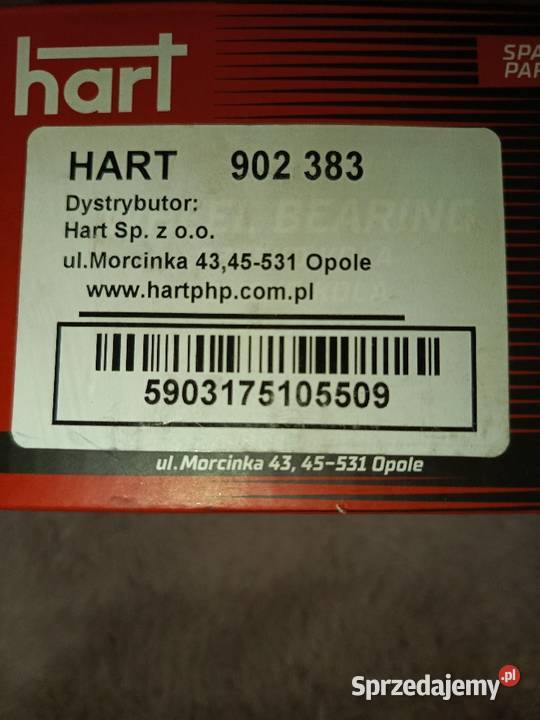 hart
SPA
PAR
HART 902 383
Dystrybutor:
Hart Sp. z o.o.
ul.Morcinka 43,45-531 Opole
www.hartphp.com.pl
5903175105509
ul.Morcinka 43, 45-531 Opole
Sprzedajemy.pl